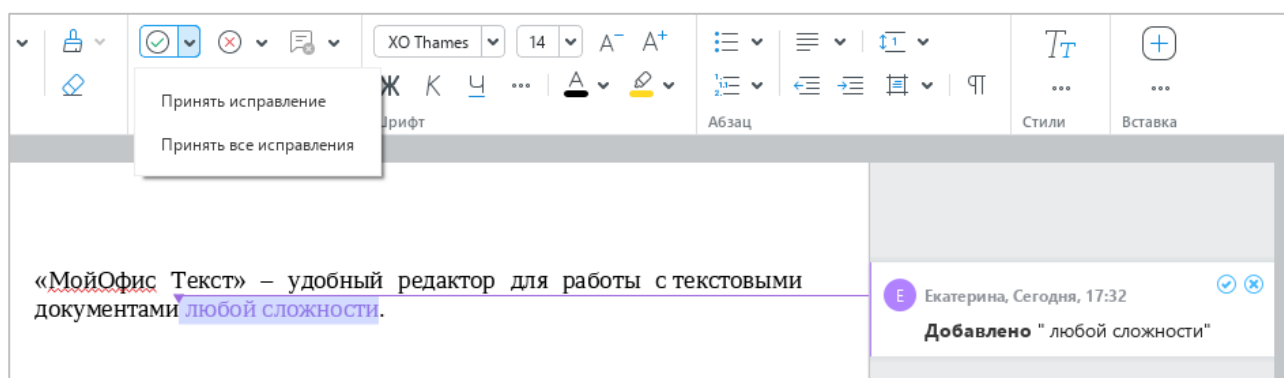 XO Thames 14 A⁻ A⁺ Tт
Принять исправление
Ж К Ч ••• А ¶
Шрифт Абзац Стили Вставка
Принять все исправления
«МойОфис Текст» – удобный редактор для работы с текстовыми
документами любой сложности.
Е Екатерина, Сегодня, 17:32
Добавлено " любой сложности"